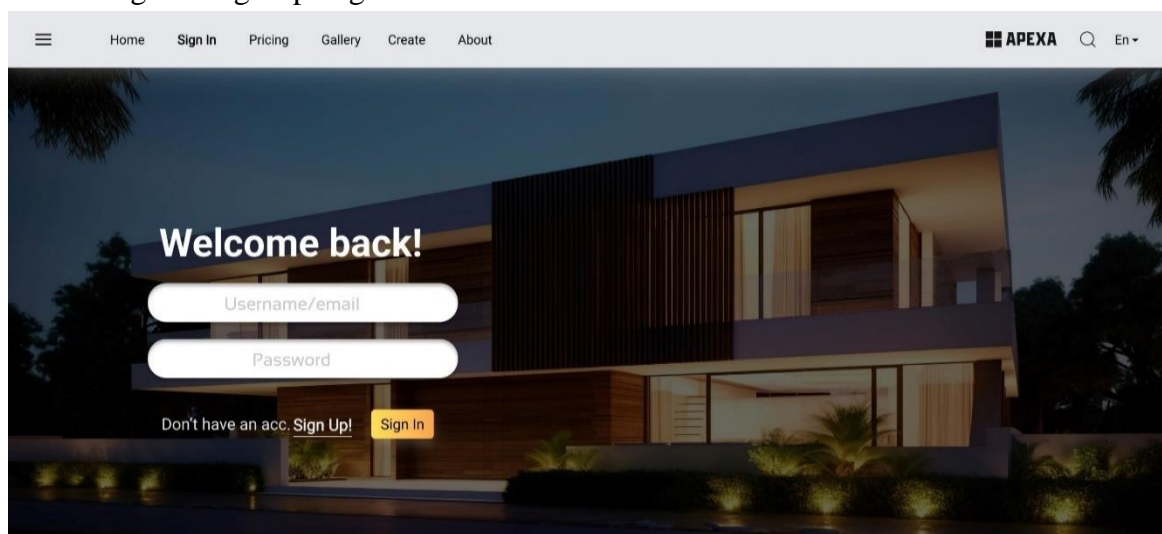 Home Sign In Pricing Gallery Create About APEXA En
Welcome back!
Username/email
Password
Don't have an acc. Sign Up! Sign In